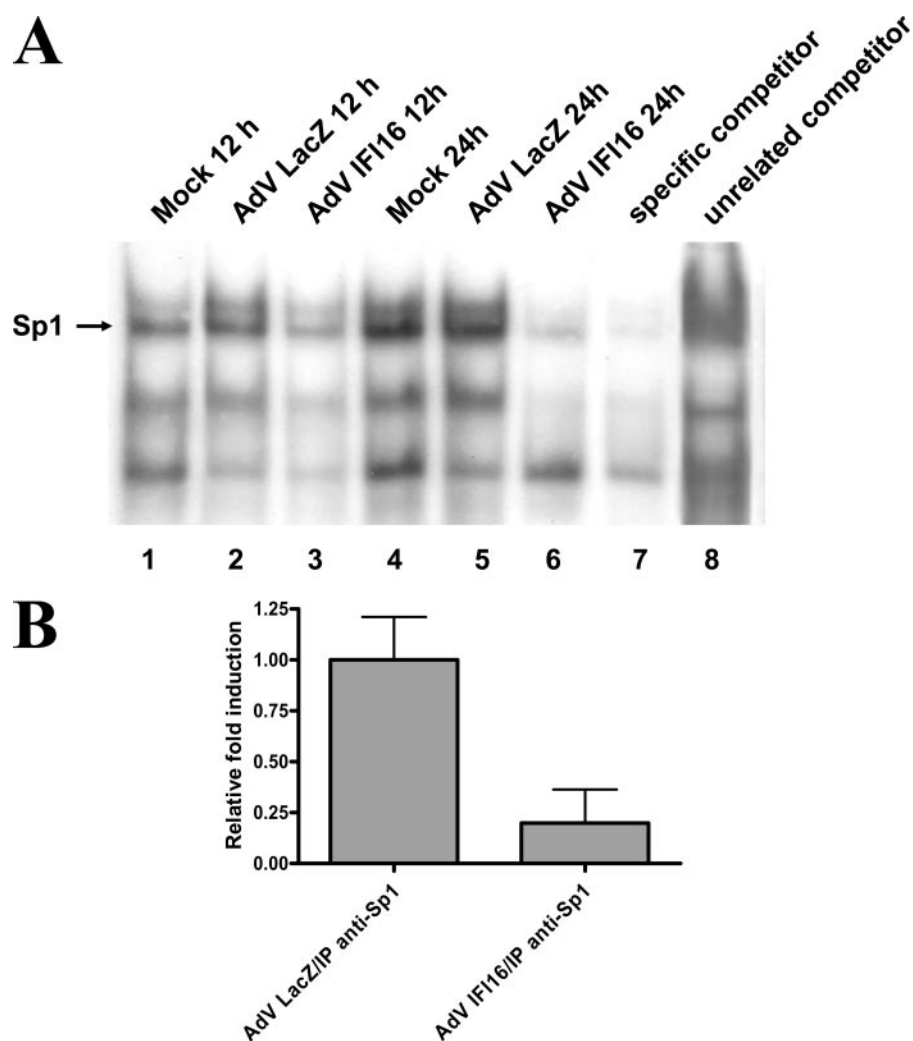 A
Mock 12 h
AdV LacZ 12 h
AdV IFI16 12h
Mock 24h
AdV LacZ 24h
AdV IFI16 24h
specific competitor
unrelated competitor
Sp1
1 2 3 4 5 6 7 8
B
Relative fold induction
1.25
1.00
0.75
0.50
0.25
0.00
AdV LacZ/IP anti-Sp1
AdV IFI16/IP anti-Sp1